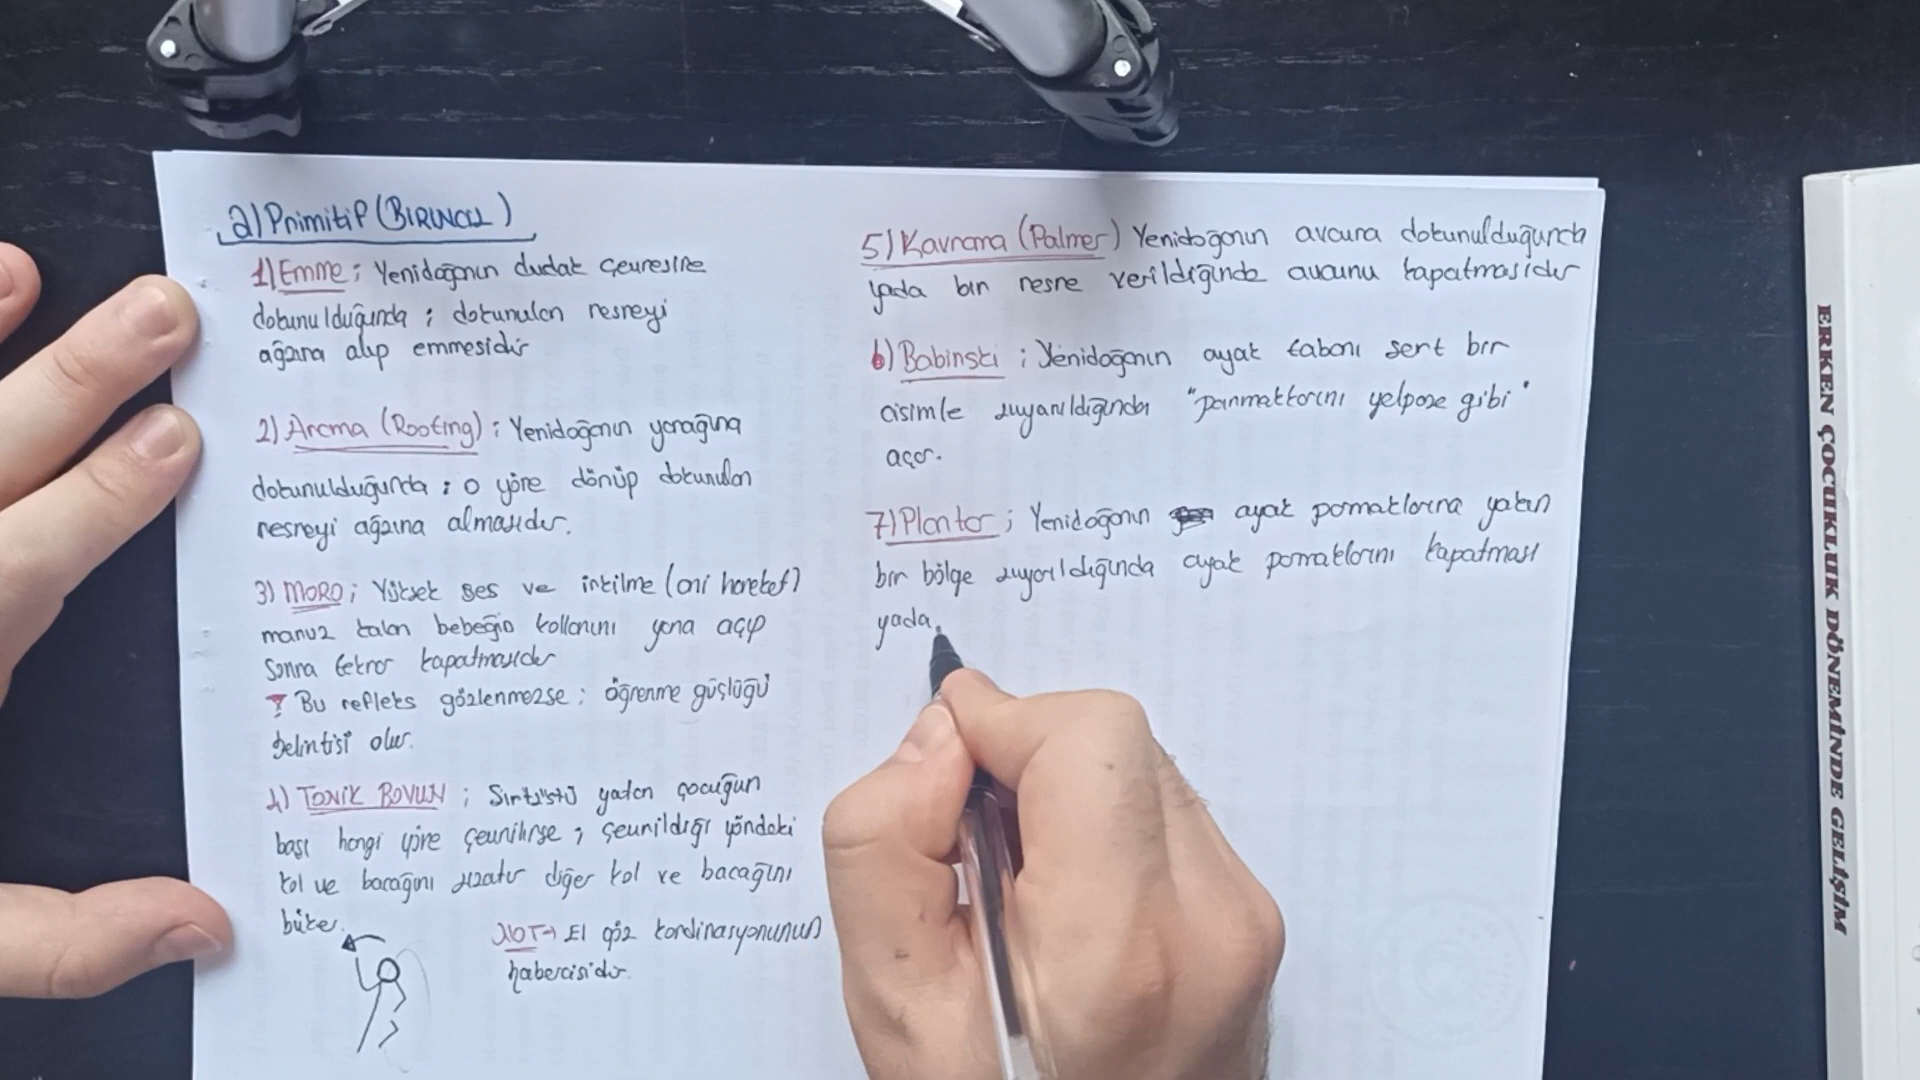 a) Primitif (BİRİNCİL)
1) Emme ; Yenidoğanın dudak çevresine
dokunulduğunda ; dokunulan nesneyi
ağzına alıp emmesidir
2) Arama (Rooting) ; Yenidoğanın yanağına
dokunulduğunda ; o yöne dönüp dokunulan
nesneyi ağzına almasıdır.
3) MORO ; Yüksek ses ve irkilme (ani hareket)
maruz kalan bebeğin kollarını yana açıp
sonra tekrar kapatmasıdır
! Bu refleks gözlenmezse ; öğrenme güçlüğü
belirtisi olur.
4) TONİK BOYUN ; Sırtüstü yatan çocuğun
başı hangi yöne çevrilirse ; çevrildiği yöndeki
kol ve bacağını uzatır diğer kol ve bacağını
büker.
NOT→ El göz kordinasyonunun
habercisidir.
5) Kavrama (Palmer) Yenidoğanın avcuna dokunulduğunda
yada bir nesne verildiğinde avcunu kapatmasıdır
6) Babinski ; Yenidoğanın ayak tabanı sert bir
cisimle uyarıldığında "parmaklarını yelpaze gibi"
açar.
7) Plantar ; Yenidoğanın ayak parmaklarına yakın
bir bölge uyarıldığında ayak parmaklarını kapatması
yada
ERKEN ÇOCUKLUK DÖNEMİNDE GELİŞİM